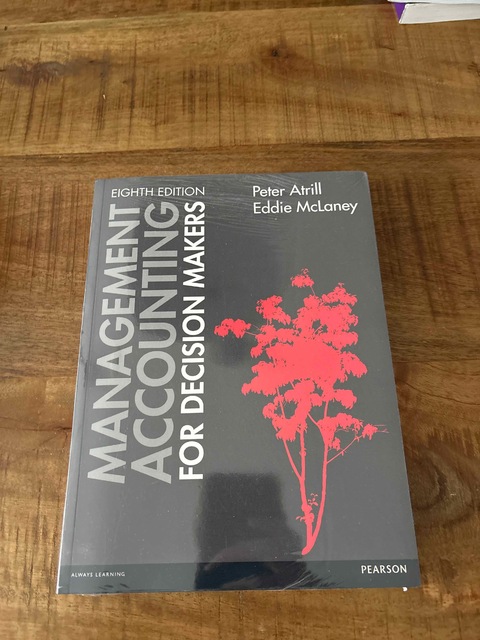 EIGHTH EDITION
Peter Atrill
Eddie McLaney
MANAGEMENT
ACCOUNTING
FOR DECISION MAKERS
ALWAYS LEARNING
PEARSON